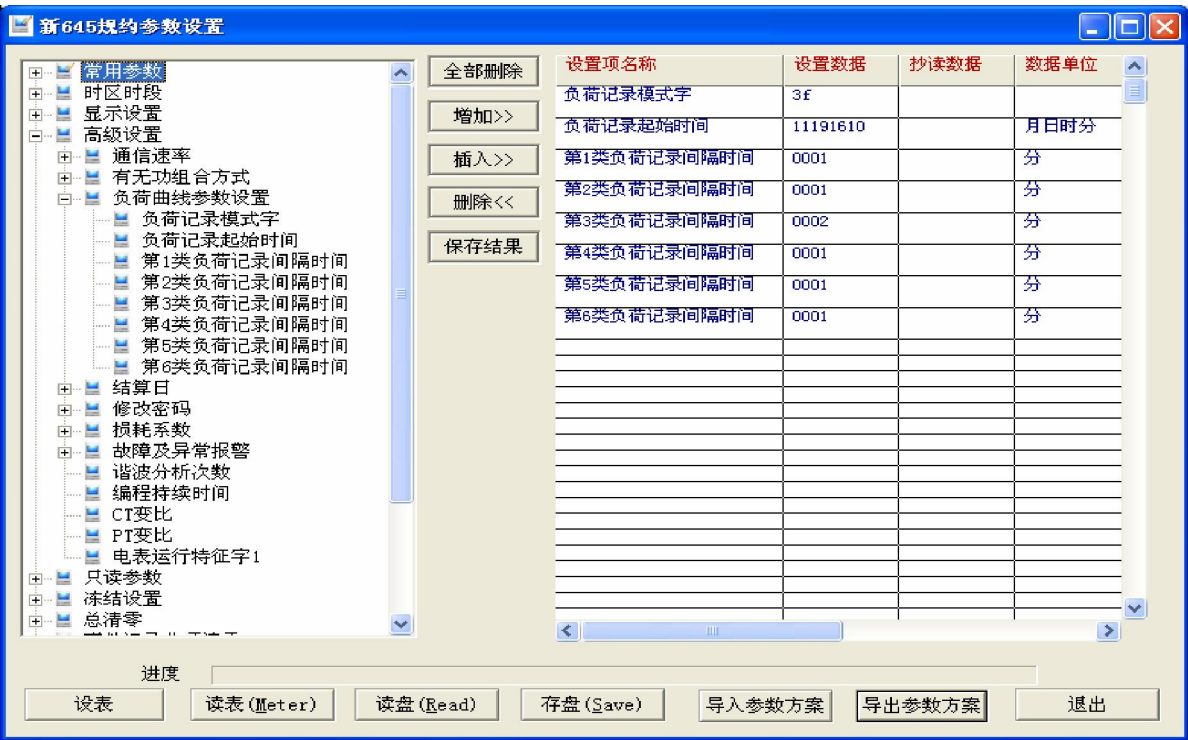 新645规约参数设置
常用参数
时区时段
显示设置
高级设置
通信速率
有无功组合方式
负荷曲线参数设置
负荷记录模式字
负荷记录起始时间
第1类负荷记录间隔时间
第2类负荷记录间隔时间
第3类负荷记录间隔时间
第4类负荷记录间隔时间
第5类负荷记录间隔时间
第6类负荷记录间隔时间
结算日
修改密码
损耗系数
故障及异常报警
谐波分析次数
编程持续时间
CT变比
PT变比
电表运行特征字1
只读参数
冻结设置
总清零
全部删除
增加>>
插入>>
删除<<
保存结果
设置项名称 设置数据 抄读数据 数据单位
负荷记录模式字 3f
负荷记录起始时间 11191610 月日时分
第1类负荷记录间隔时间 0001 分
第2类负荷记录间隔时间 0001 分
第3类负荷记录间隔时间 0002 分
第4类负荷记录间隔时间 0001 分
第5类负荷记录间隔时间 0001 分
第6类负荷记录间隔时间 0001 分
进度
设表 读表(Meter) 读盘(Read) 存盘(Save) 导入参数方案 导出参数方案 退出